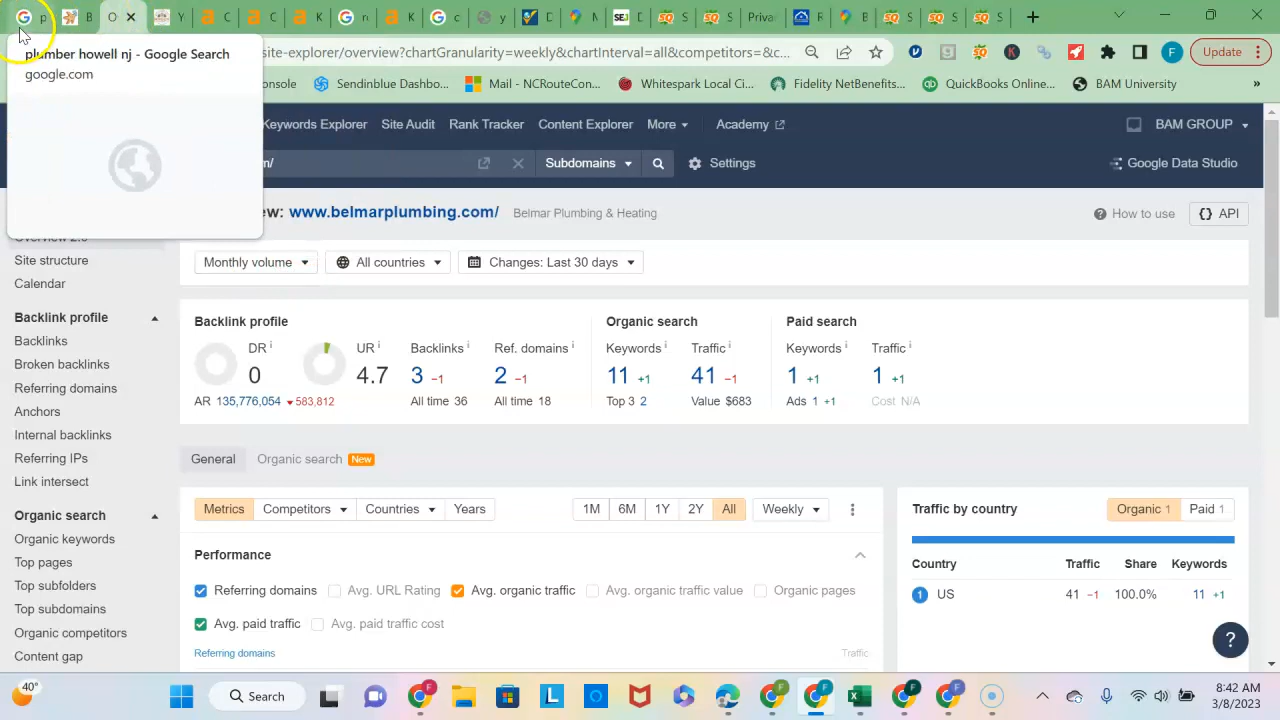 O
Y
C
K
n
c
y
D
M
SEJ
D
S
S
Priva
R
B
S
S
S
plumber howell nj - Google Search
google.com
site-explorer/overview?chartGranularity=weekly&chartInterval=all&competitors=...
F
Update
onsole
Sendinblue Dashbo...
Mail - NCRouteCon...
Whitespark Local Ci...
Fidelity NetBenefits...
QuickBooks Online...
BAM University
»
Keywords Explorer
Site Audit
Rank Tracker
Content Explorer
More
Academy
BAM GROUP
m/
Subdomains
Settings
Google Data Studio
ew: www.belmarplumbing.com/
Belmar Plumbing & Heating
How to use
{} API
Overview 2.0
Site structure
Calendar
Monthly volume
All countries
Changes: Last 30 days
Backlink profile
Backlinks
Broken backlinks
Referring domains
Anchors
Internal backlinks
Referring IPs
Link intersect
Organic search
Organic keywords
Top pages
Top subfolders
Top subdomains
Organic competitors
Content gap
Backlink profile
DR
0
AR 135,776,054 583,812
UR
4.7
Backlinks
3 −1
All time 36
Ref. domains
2 −1
All time 18
Organic search
Keywords
11 +1
Top 3 2
Traffic
41 −1
Value $683
Paid search
Keywords
1 +1
Ads 1 +1
Traffic
1 +1
Cost N/A
General
Organic search New
Metrics
Competitors
Countries
Years
1M
6M
1Y
2Y
All
Weekly
Performance
Referring domains
Avg. URL Rating
Avg. organic traffic
Avg. organic traffic value
Organic pages
Avg. paid traffic
Avg. paid traffic cost
Referring domains
Traffic
Traffic by country
Organic 1
Paid 1
Country Traffic Share Keywords
1 US 41 −1 100.0% 11 +1
?
40°
Search
8:42 AM
3/8/2023